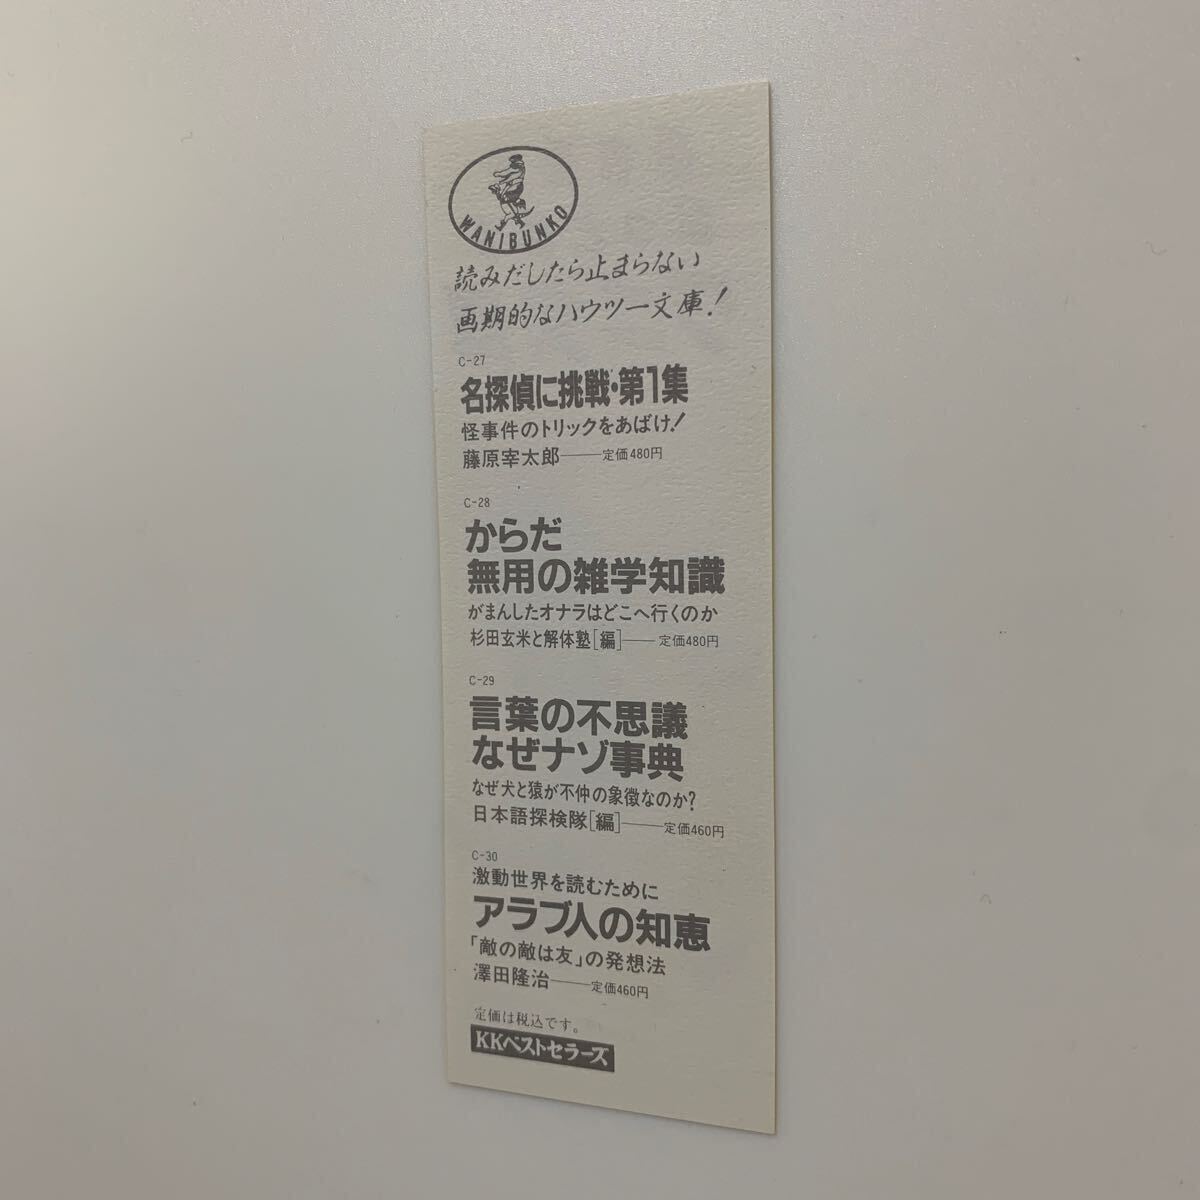 WANIBUNKO
読みだしたら止まらない
画期的なハウツー文庫!
C-27
名探偵に挑戦・第1集
怪事件のトリックをあばけ!
藤原宰太郎——定価480円
C-28
からだ
無用の雑学知識
がまんしたオナラはどこへ行くのか
杉田玄米と解体塾[編]——定価480円
C-29
言葉の不思議
なぜナゾ事典
なぜ犬と猿が不仲の象徴なのか?
日本語探検隊[編]——定価460円
C-30
激動世界を読むために
アラブ人の知恵
「敵の敵は友」の発想法
澤田隆治——定価460円
定価は税込です。
KKベストセラーズ